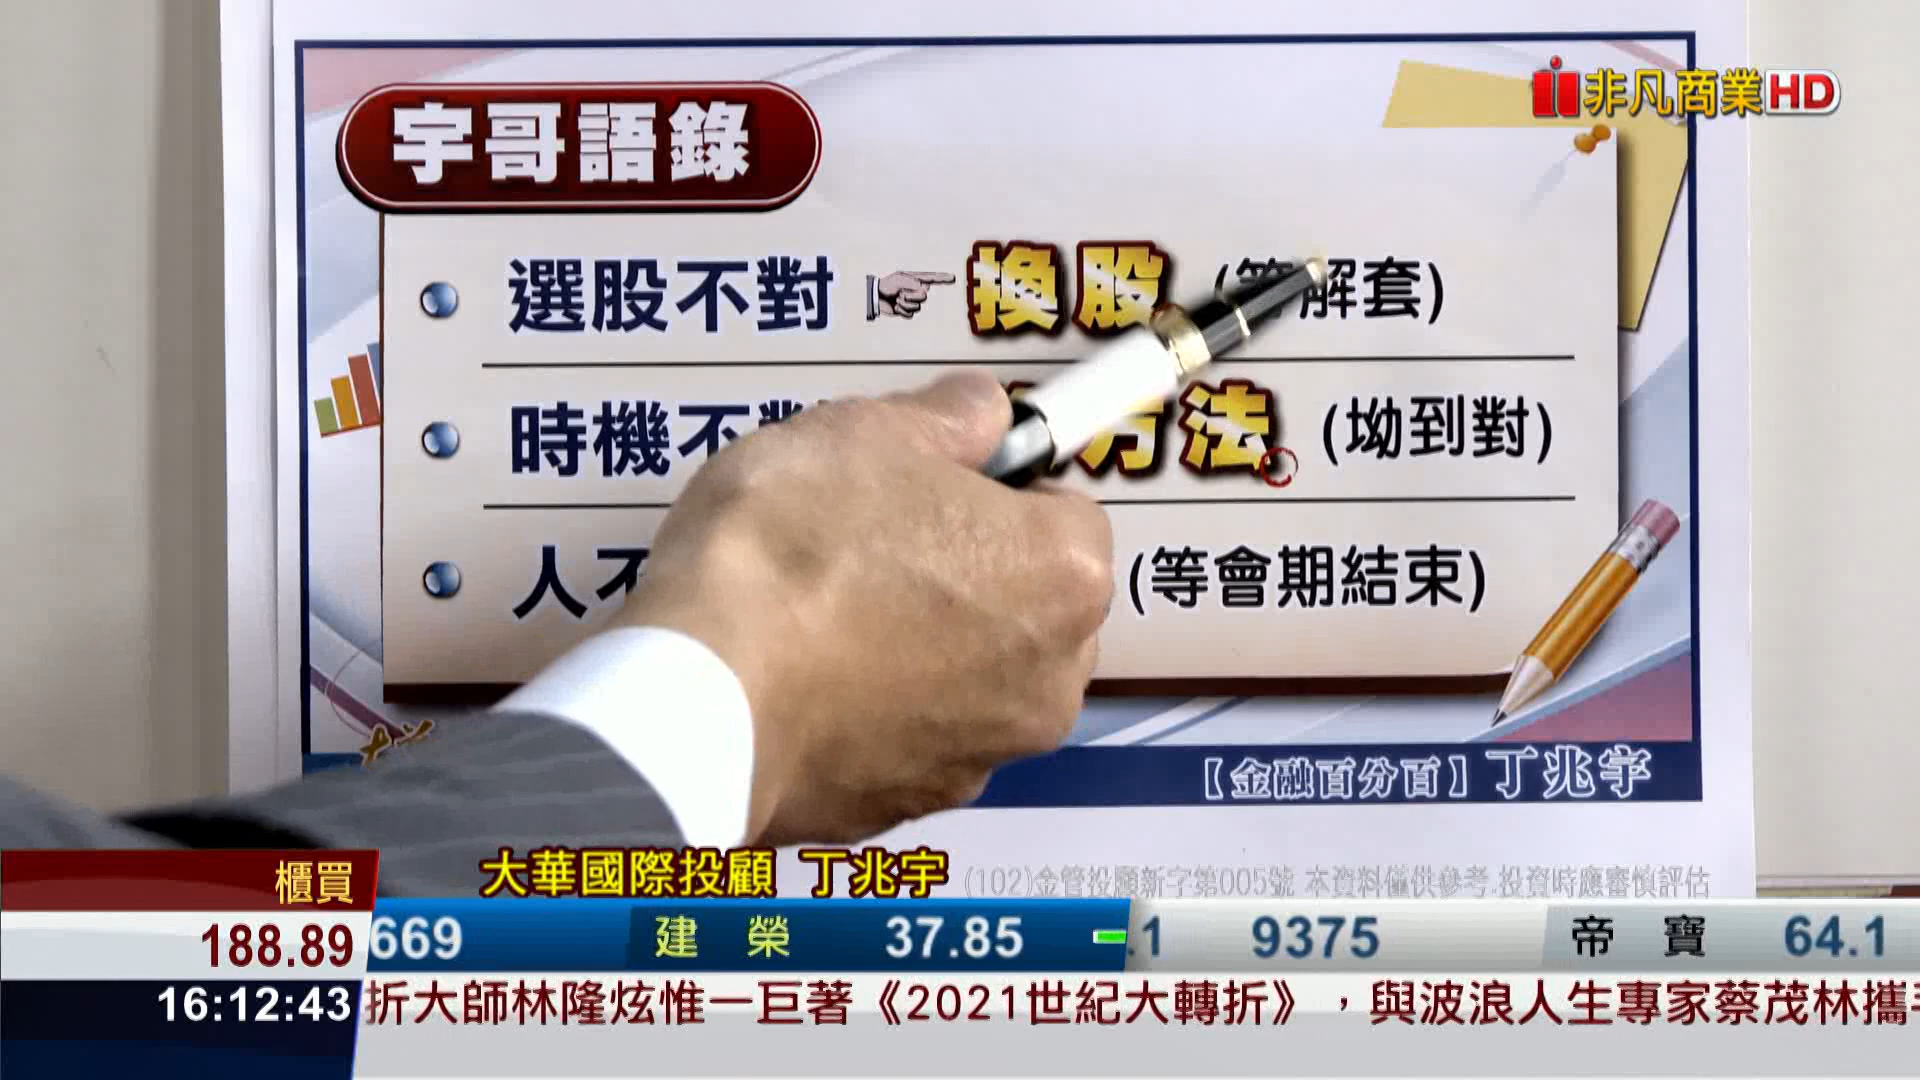 非凡商業HD
宇哥語錄
選股不對 換股 (等解套)
時機不對 方法 (坳到對)
人不 (等會期結束)
【金融百分百】丁兆宇
大華國際投顧 丁兆宇 (102)金管投顧新字第005號 本資料僅供參考.投資時應審慎評估
櫃買
188.89
669 建榮 37.85 .1 9375 帝寶 64.1
16:12:43
折大師林隆炫惟一巨著《2021世紀大轉折》，與波浪人生專家蔡茂林攜